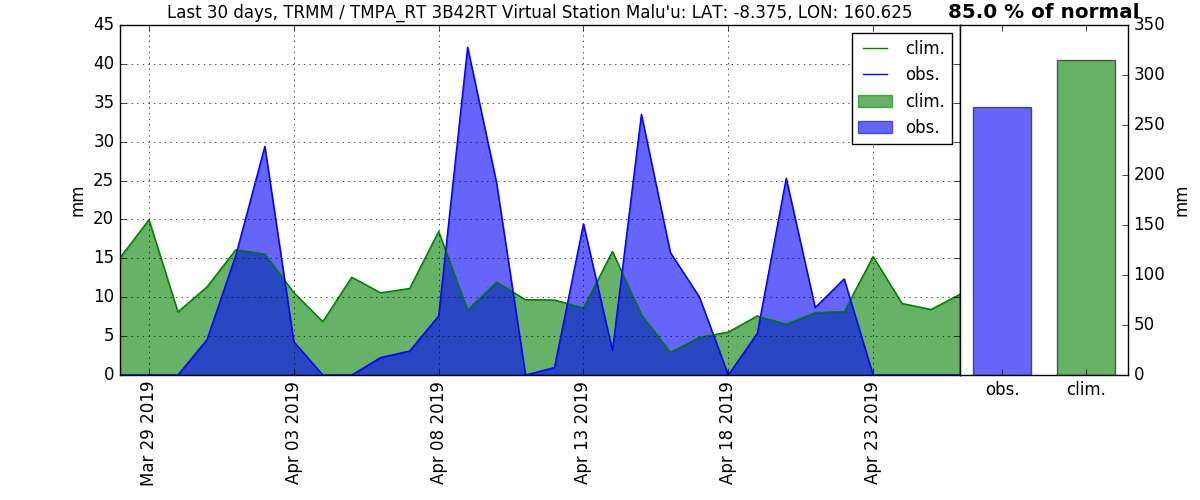 Last 30 days, TRMM / TMPA_RT 3B42RT Virtual Station Malu'u: LAT: -8.375, LON: 160.625
85.0 % of normal
45
40
35
30
25
20
15
10
5
0
mm
clim.
obs.
clim.
obs.
Mar 29 2019
Apr 03 2019
Apr 08 2019
Apr 13 2019
Apr 18 2019
Apr 23 2019
350
300
250
200
150
100
50
0
mm
obs.
clim.